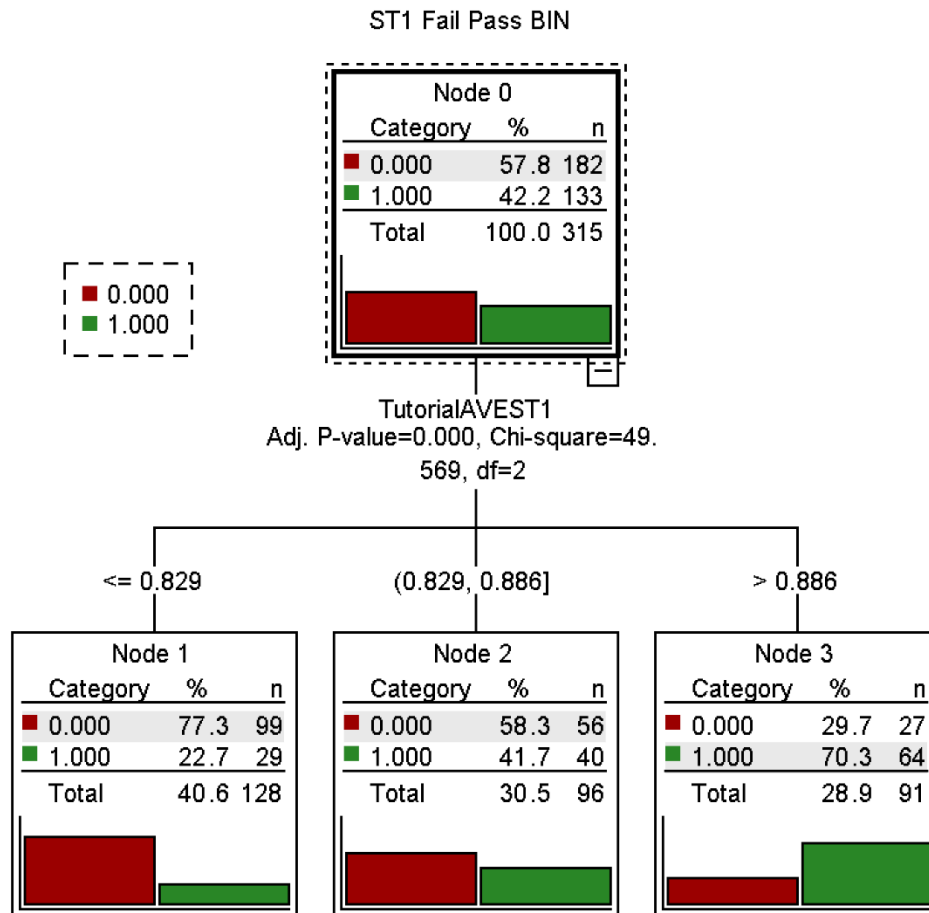 ST1 Fail Pass BIN
Node 0
Category % n
0.000 57.8 182
1.000 42.2 133
Total 100.0 315
0.000
1.000
TutorialAVEST1
Adj. P-value=0.000, Chi-square=49.
569, df=2
<= 0.829
(0.829, 0.886]
> 0.886
Node 1
Category % n
0.000 77.3 99
1.000 22.7 29
Total 40.6 128
Node 2
Category % n
0.000 58.3 56
1.000 41.7 40
Total 30.5 96
Node 3
Category % n
0.000 29.7 27
1.000 70.3 64
Total 28.9 91